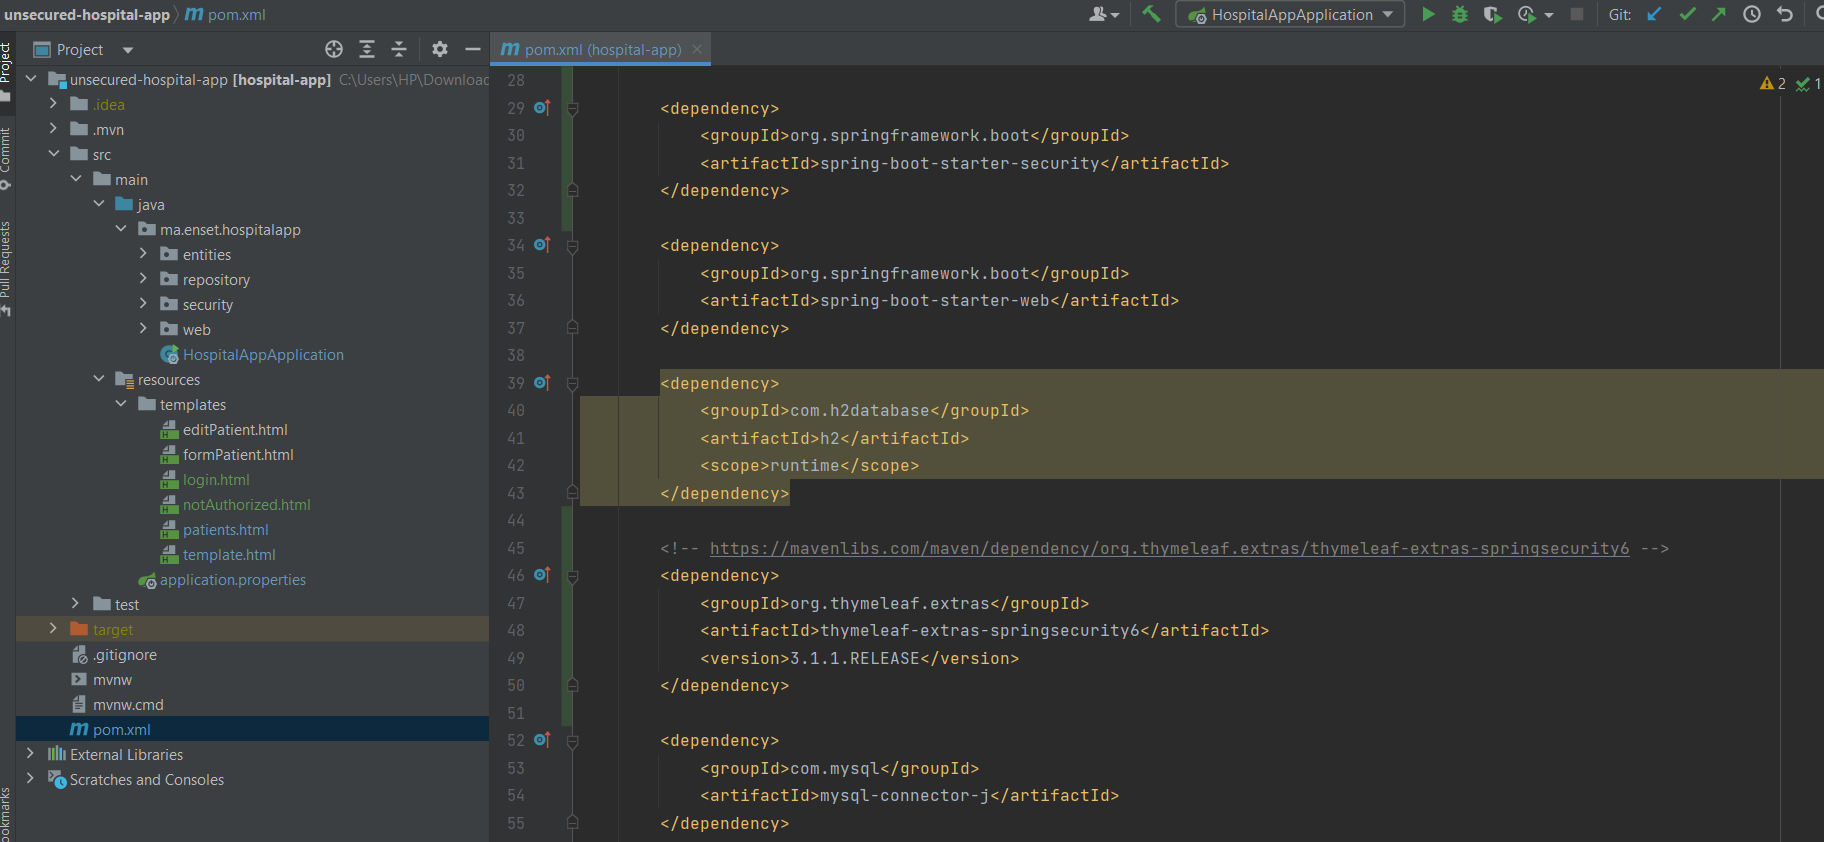 unsecured-hospital-app
pom.xml
HospitalAppApplication
Git:
Project
Commit
Pull Requests
Project
unsecured-hospital-app [hospital-app] C:\Users\HP\Downloac
.idea
.mvn
src
main
java
ma.enset.hospitalapp
entities
repository
security
web
HospitalAppApplication
resources
templates
editPatient.html
formPatient.html
login.html
notAuthorized.html
patients.html
template.html
application.properties
test
target
.gitignore
mvnw
mvnw.cmd
pom.xml
External Libraries
Scratches and Consoles
pom.xml (hospital-app)
2 1
28
29 <dependency>
30 <groupId>org.springframework.boot</groupId>
31 <artifactId>spring-boot-starter-security</artifactId>
32 </dependency>
33
34 <dependency>
35 <groupId>org.springframework.boot</groupId>
36 <artifactId>spring-boot-starter-web</artifactId>
37 </dependency>
38
39 <dependency>
40 <groupId>com.h2database</groupId>
41 <artifactId>h2</artifactId>
42 <scope>runtime</scope>
43 </dependency>
44
45 <!-- https://mavenlibs.com/maven/dependency/org.thymeleaf.extras/thymeleaf-extras-springsecurity6 -->
46 <dependency>
47 <groupId>org.thymeleaf.extras</groupId>
48 <artifactId>thymeleaf-extras-springsecurity6</artifactId>
49 <version>3.1.1.RELEASE</version>
50 </dependency>
51
52 <dependency>
53 <groupId>com.mysql</groupId>
54 <artifactId>mysql-connector-j</artifactId>
55 </dependency>